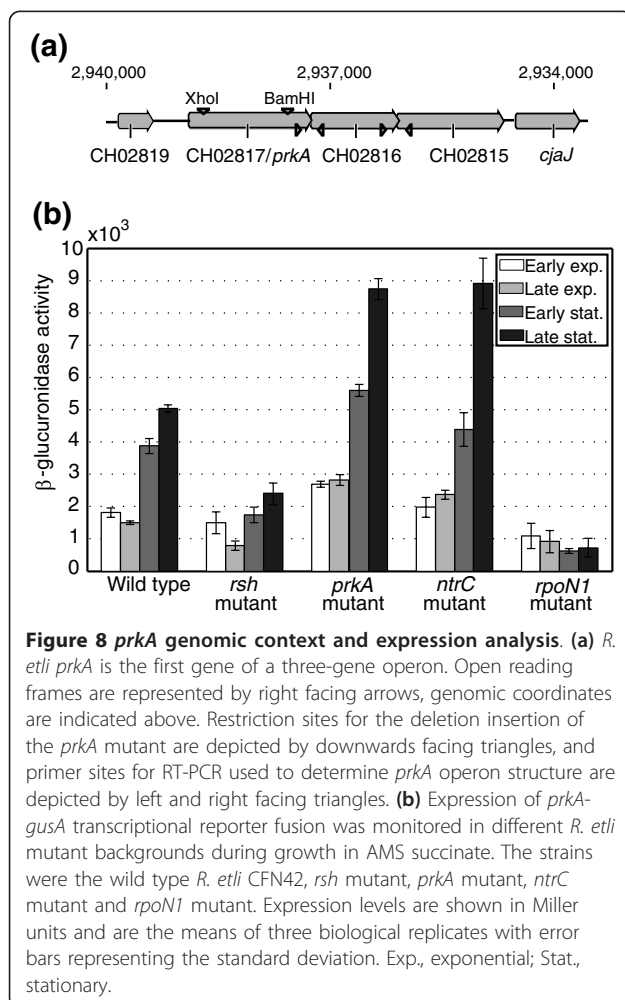 (a)
2,940,000 2,937,000 2,934,000
XhoI BamHI
CH02819 CH02817/prkA CH02816 CH02815 cjaJ
(b)
10 x10³
9
8
7
6
5
4
3
2
1
0
β-glucuronidase activity
Early exp.
Late exp.
Early stat.
Late stat.
Wild type rsh mutant prkA mutant ntrC mutant rpoN1 mutant
Figure 8 prkA genomic context and expression analysis. (a) R.
etli prkA is the first gene of a three-gene operon. Open reading
frames are represented by right facing arrows, genomic coordinates
are indicated above. Restriction sites for the deletion insertion of
the prkA mutant are depicted by downwards facing triangles, and
primer sites for RT-PCR used to determine prkA operon structure are
depicted by left and right facing triangles. (b) Expression of prkA-
gusA transcriptional reporter fusion was monitored in different R. etli
mutant backgrounds during growth in AMS succinate. The strains
were the wild type R. etli CFN42, rsh mutant, prkA mutant, ntrC
mutant and rpoN1 mutant. Expression levels are shown in Miller
units and are the means of three biological replicates with error
bars representing the standard deviation. Exp., exponential; Stat.,
stationary.